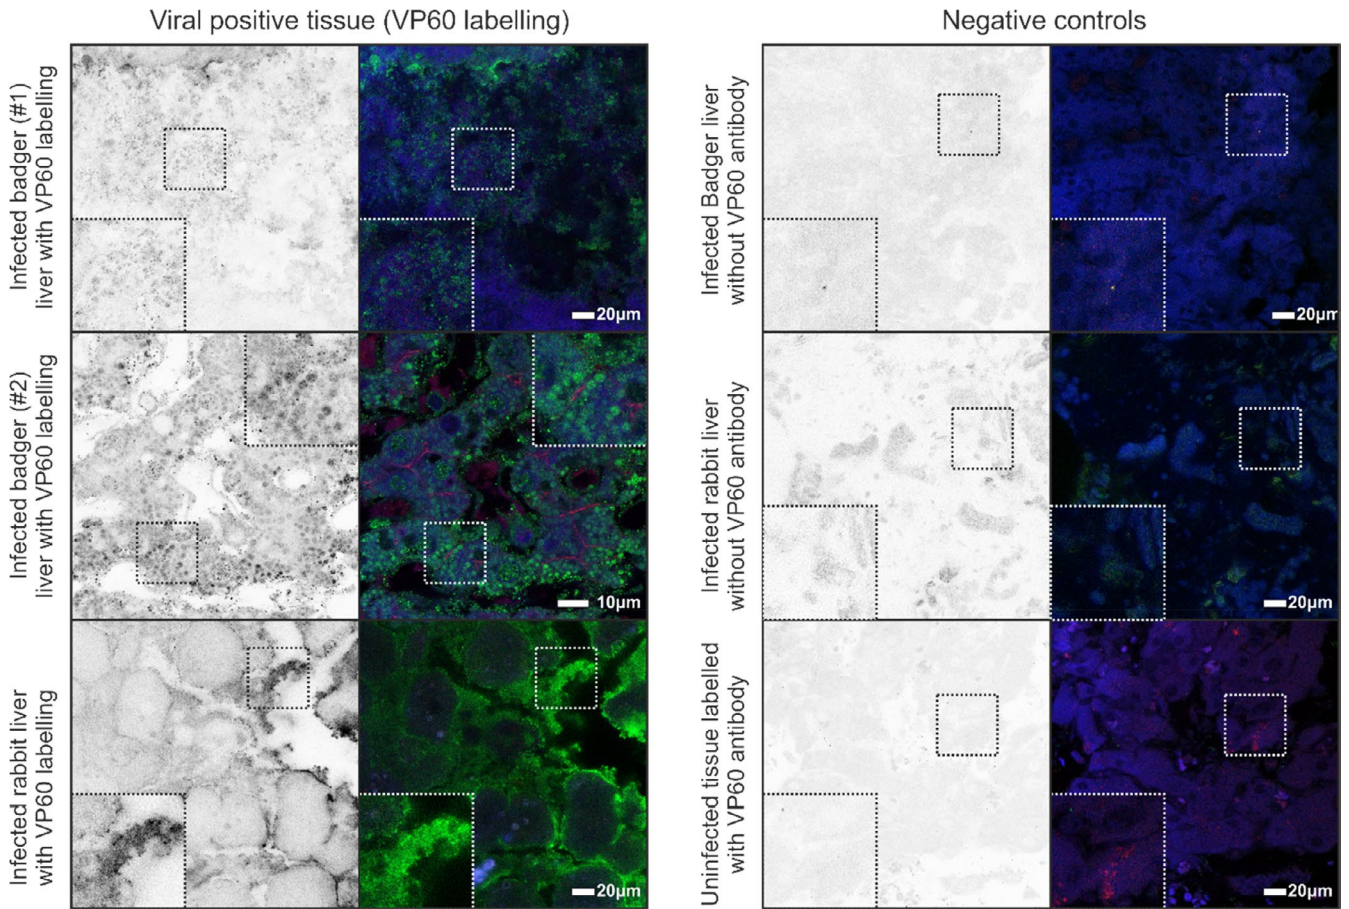 Viral positive tissue (VP60 labelling)
Negative controls
Infected badger (#1)
liver with VP60 labelling
20μm
Infected Badger liver
without VP60 antibody
20μm
Infected badger (#2)
liver with VP60 labelling
10μm
Infected rabbit liver
without VP60 antibody
20μm
Infected rabbit liver
with VP60 labelling
20μm
Uninfected tissue labelled
with VP60 antibody
20μm